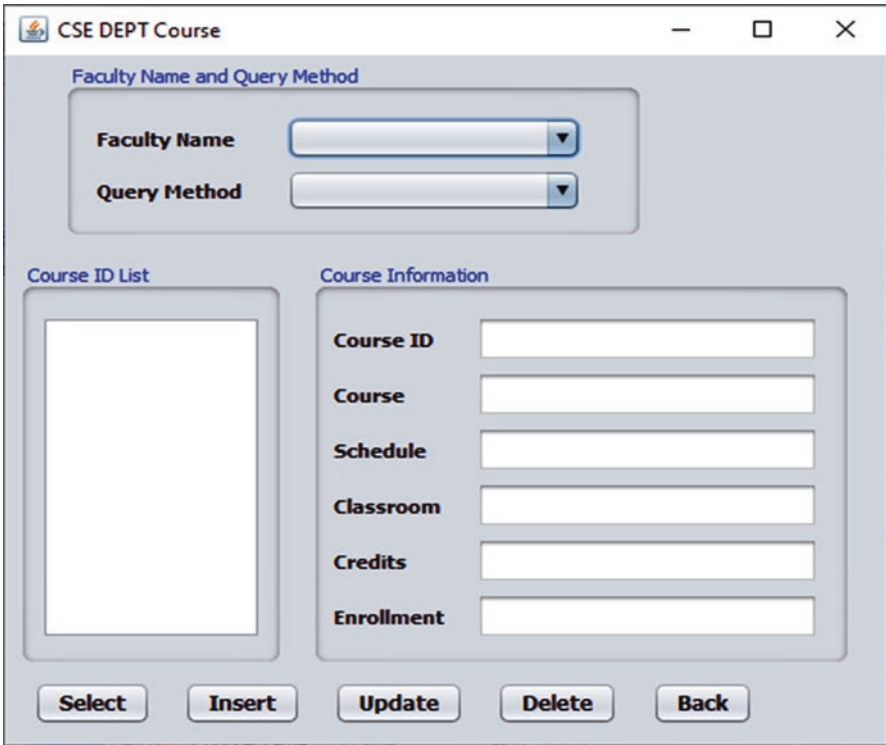 CSE DEPT Course
Faculty Name and Query Method
Faculty Name
Query Method
Course ID List
Course Information
Course ID
Course
Schedule
Classroom
Credits
Enrollment
Select Insert Update Delete Back